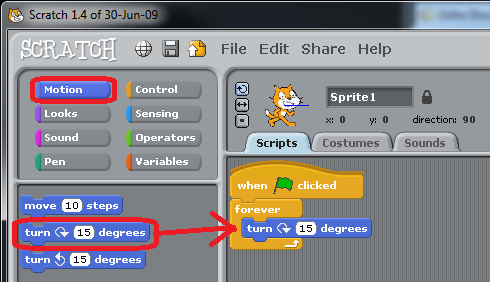 Scratch 1.4 of 30-Jun-09
SCRATCH File Edit Share Help
Motion Control
Looks Sensing
Sound Operators
Pen Variables
Sprite1
x: 0 y: 0 direction: 90
Scripts Costumes Sounds
move 10 steps
turn 15 degrees
turn 15 degrees
when clicked
forever
turn 15 degrees